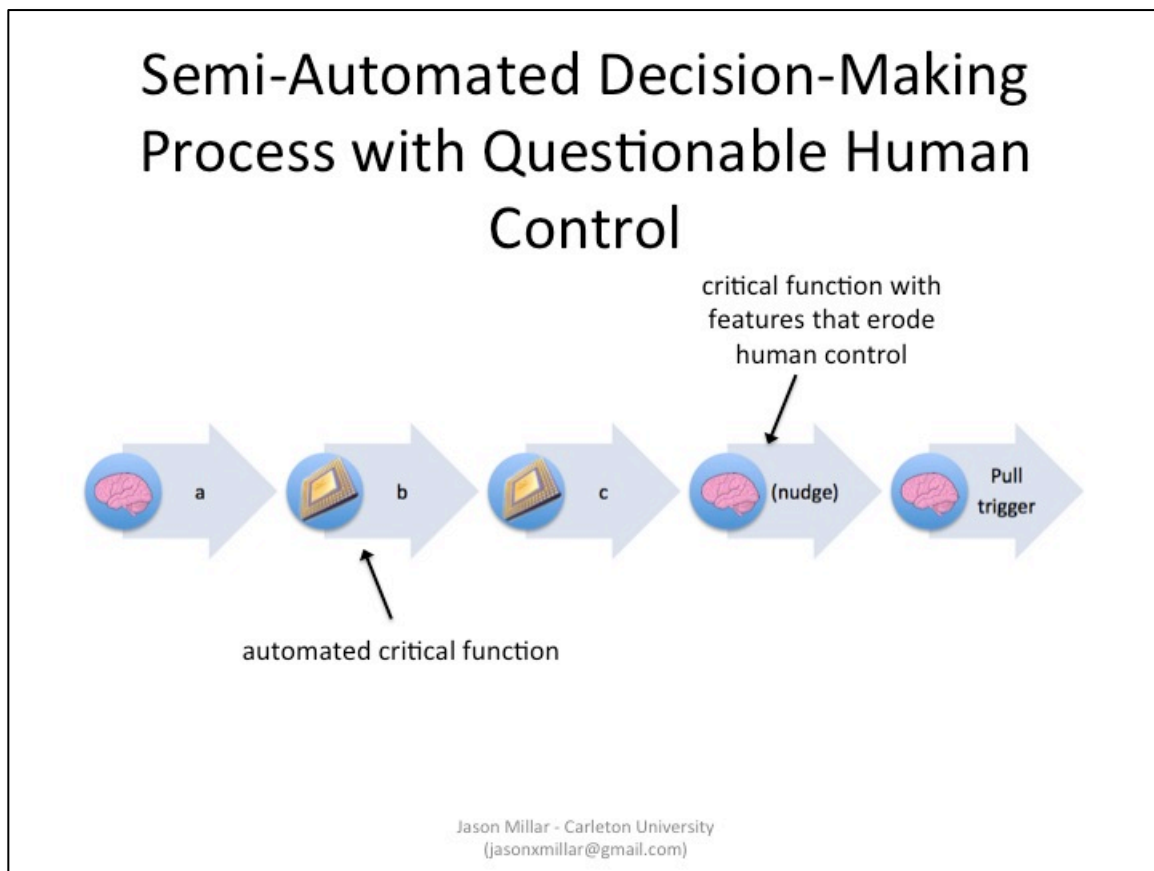 Semi-Automated Decision-Making
Process with Questionable Human
Control
critical function with
features that erode
human control
a
b
c
(nudge)
Pull
trigger
automated critical function
Jason Millar - Carleton University
(jasonxmillar@gmail.com)